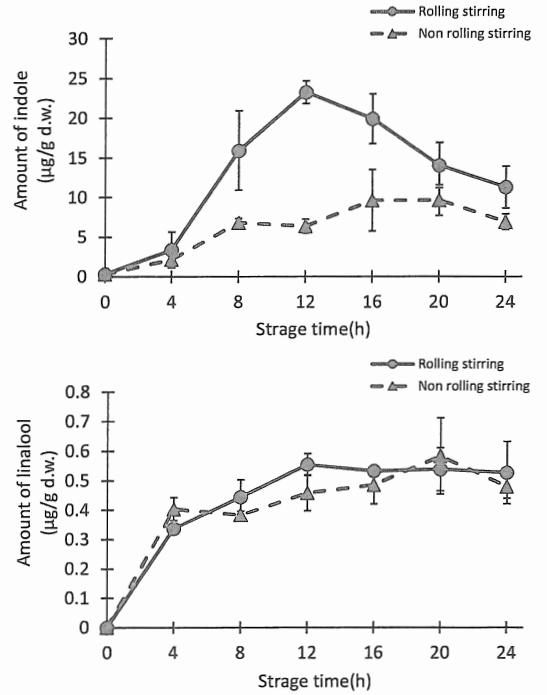 Rolling stirring
Non rolling stirring
Amount of indole
(µg/g d.w.)
30
25
20
15
10
5
0
0 4 8 12 16 20 24
Strage time(h)
Rolling stirring
Non rolling stirring
Amount of linalool
(µg/g d.w.)
0.8
0.7
0.6
0.5
0.4
0.3
0.2
0.1
0
0 4 8 12 16 20 24
Strage time(h)